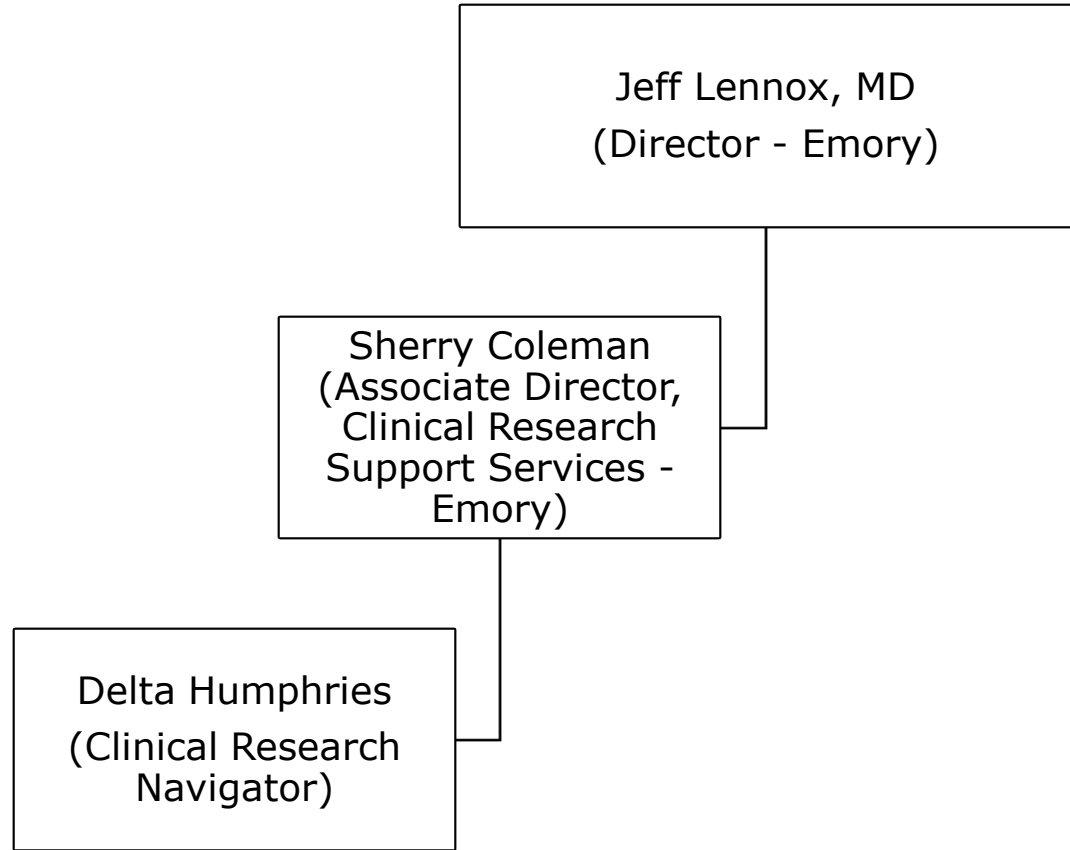 Jeff Lennox, MD
(Director - Emory)
Sherry Coleman
(Associate Director,
Clinical Research
Support Services -
Emory)
Delta Humphries
(Clinical Research
Navigator)